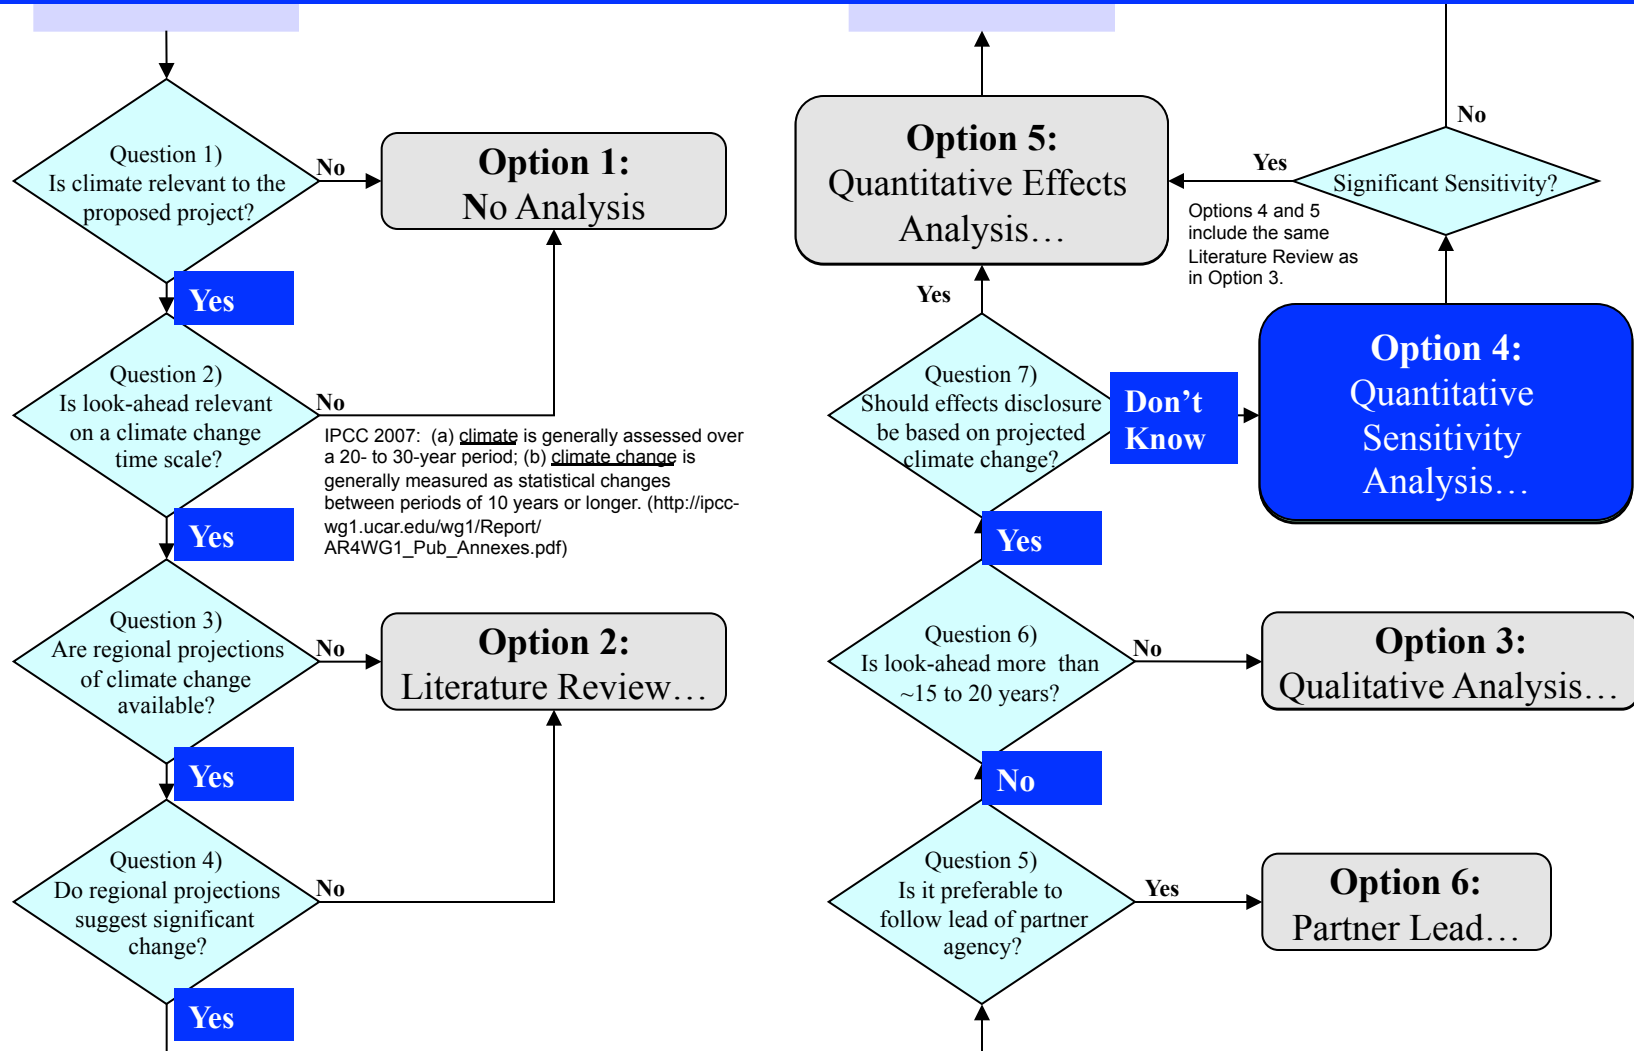 Question 1)
Is climate relevant to the
proposed project?
No
Option 1:
No Analysis
Yes
Question 2)
Is look-ahead relevant
on a climate change
time scale?
No
IPCC 2007:  (a) climate is generally assessed over
a 20- to 30-year period; (b) climate change is
generally measured as statistical changes
between periods of 10 years or longer. (http://ipcc-
wg1.ucar.edu/wg1/Report/
AR4WG1_Pub_Annexes.pdf)
Yes
Question 3)
Are regional projections
of climate change
available?
No
Option 2:
Literature Review…
Yes
Question 4)
Do regional projections
suggest significant
change?
No
Yes
Option 5:
Quantitative Effects
Analysis…
Yes
No
Significant Sensitivity?
Options 4 and 5
include the same
Literature Review as
in Option 3.
Yes
Question 7)
Should effects disclosure
be based on projected
climate change?
Don't
Know
Option 4:
Quantitative
Sensitivity
Analysis…
Yes
Question 6)
Is look-ahead more  than
~15 to 20 years?
No
Option 3:
Qualitative Analysis…
No
Question 5)
Is it preferable to
follow lead of partner
agency?
Yes
Option 6:
Partner Lead…